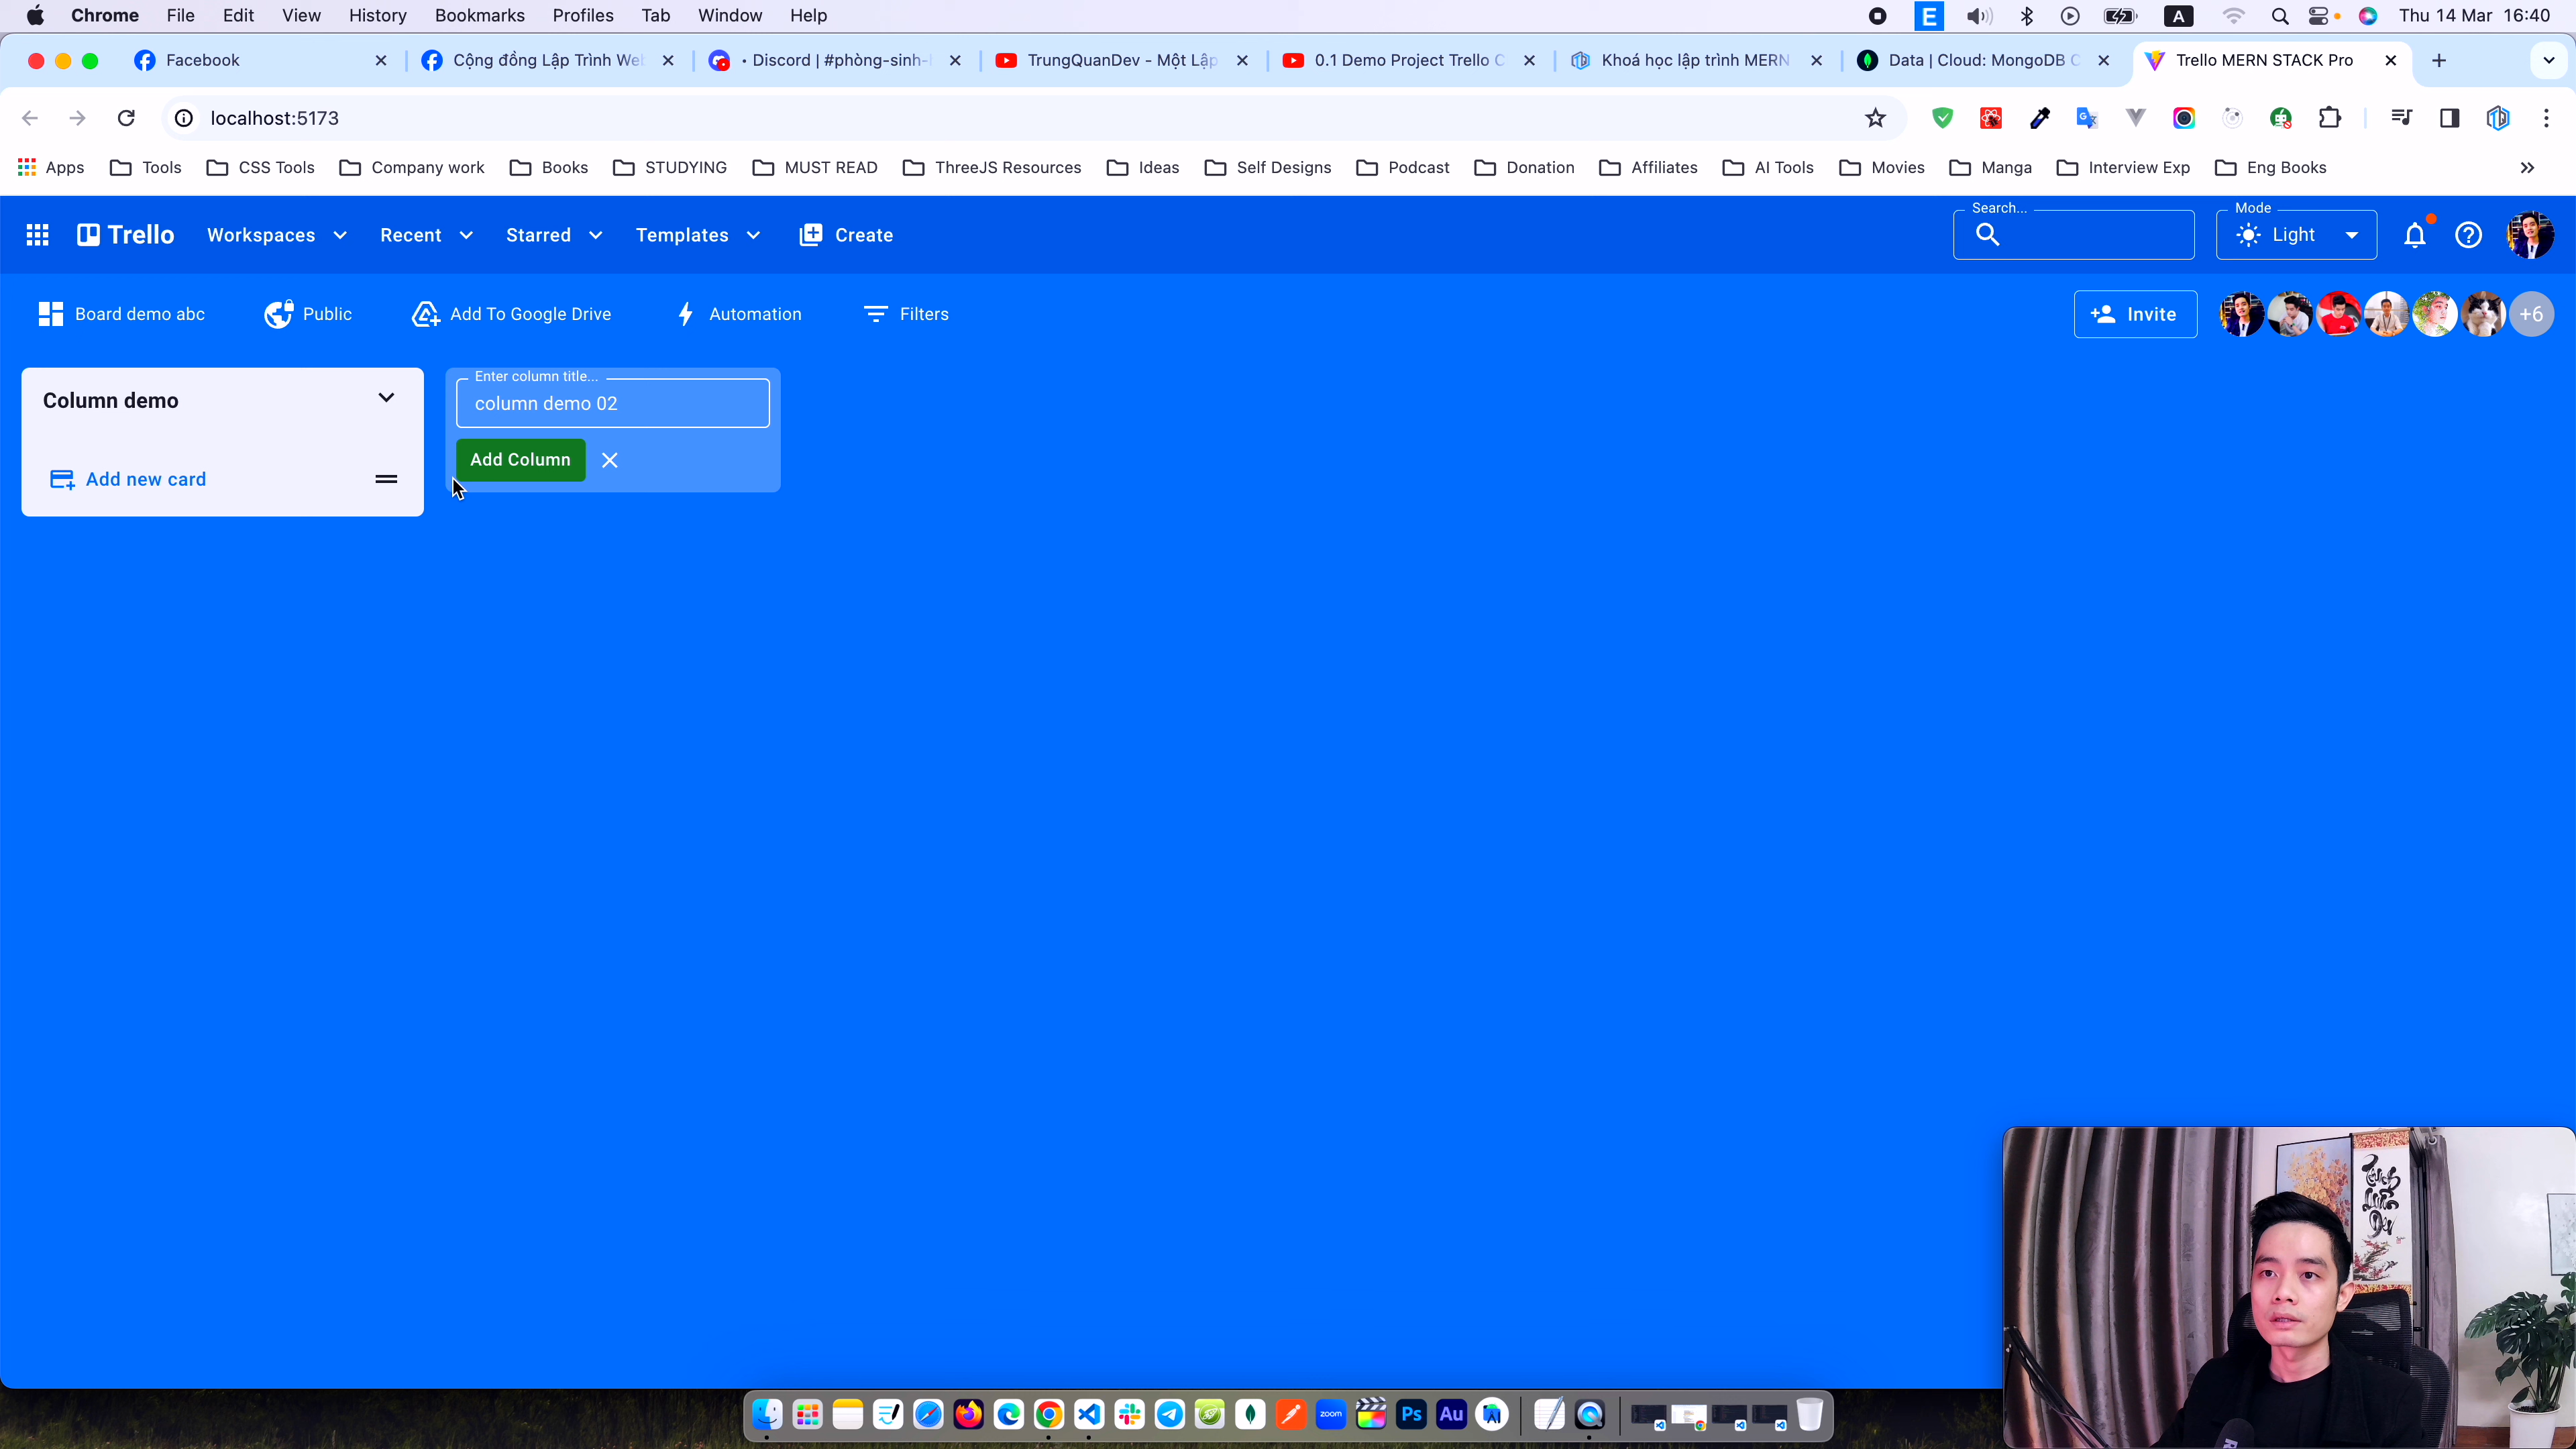 Chrome File Edit View History Bookmarks Profiles Tab Window Help E A Thu 14 Mar 16:40
Facebook Cộng đồng Lập Trình Web • Discord | #phòng-sinh- TrungQuanDev - Một Lập 0.1 Demo Project Trello C Khoá học lập trình MERN Data | Cloud: MongoDB C Trello MERN STACK Pro
localhost:5173
Apps Tools CSS Tools Company work Books STUDYING MUST READ ThreeJS Resources Ideas Self Designs Podcast Donation Affiliates AI Tools Movies Manga Interview Exp Eng Books
Search... Mode
Trello Workspaces Recent Starred Templates Create Light
Board demo abc Public Add To Google Drive Automation Filters Invite +6
Enter column title...
Column demo column demo 02
Add Column
Add new card
zoom Ps Au